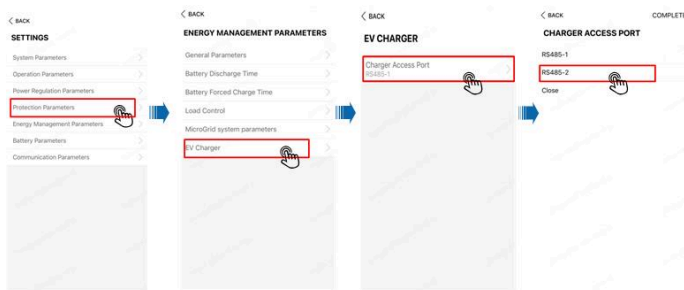 < BACK
SETTINGS
System Parameters
Operation Parameters
Power Regulation Parameters
Protection Parameters
Energy Management Parameters
Battery Parameters
Communication Parameters
< BACK
ENERGY MANAGEMENT PARAMETERS
General Parameters
Battery Discharge Time
Battery Forced Charge Time
Load Control
MicroGrid system parameters
EV Charger
< BACK
EV CHARGER
Charger Access Port
RS485-1
< BACK COMPLETE
CHARGER ACCESS PORT
RS485-1
RS485-2
Close